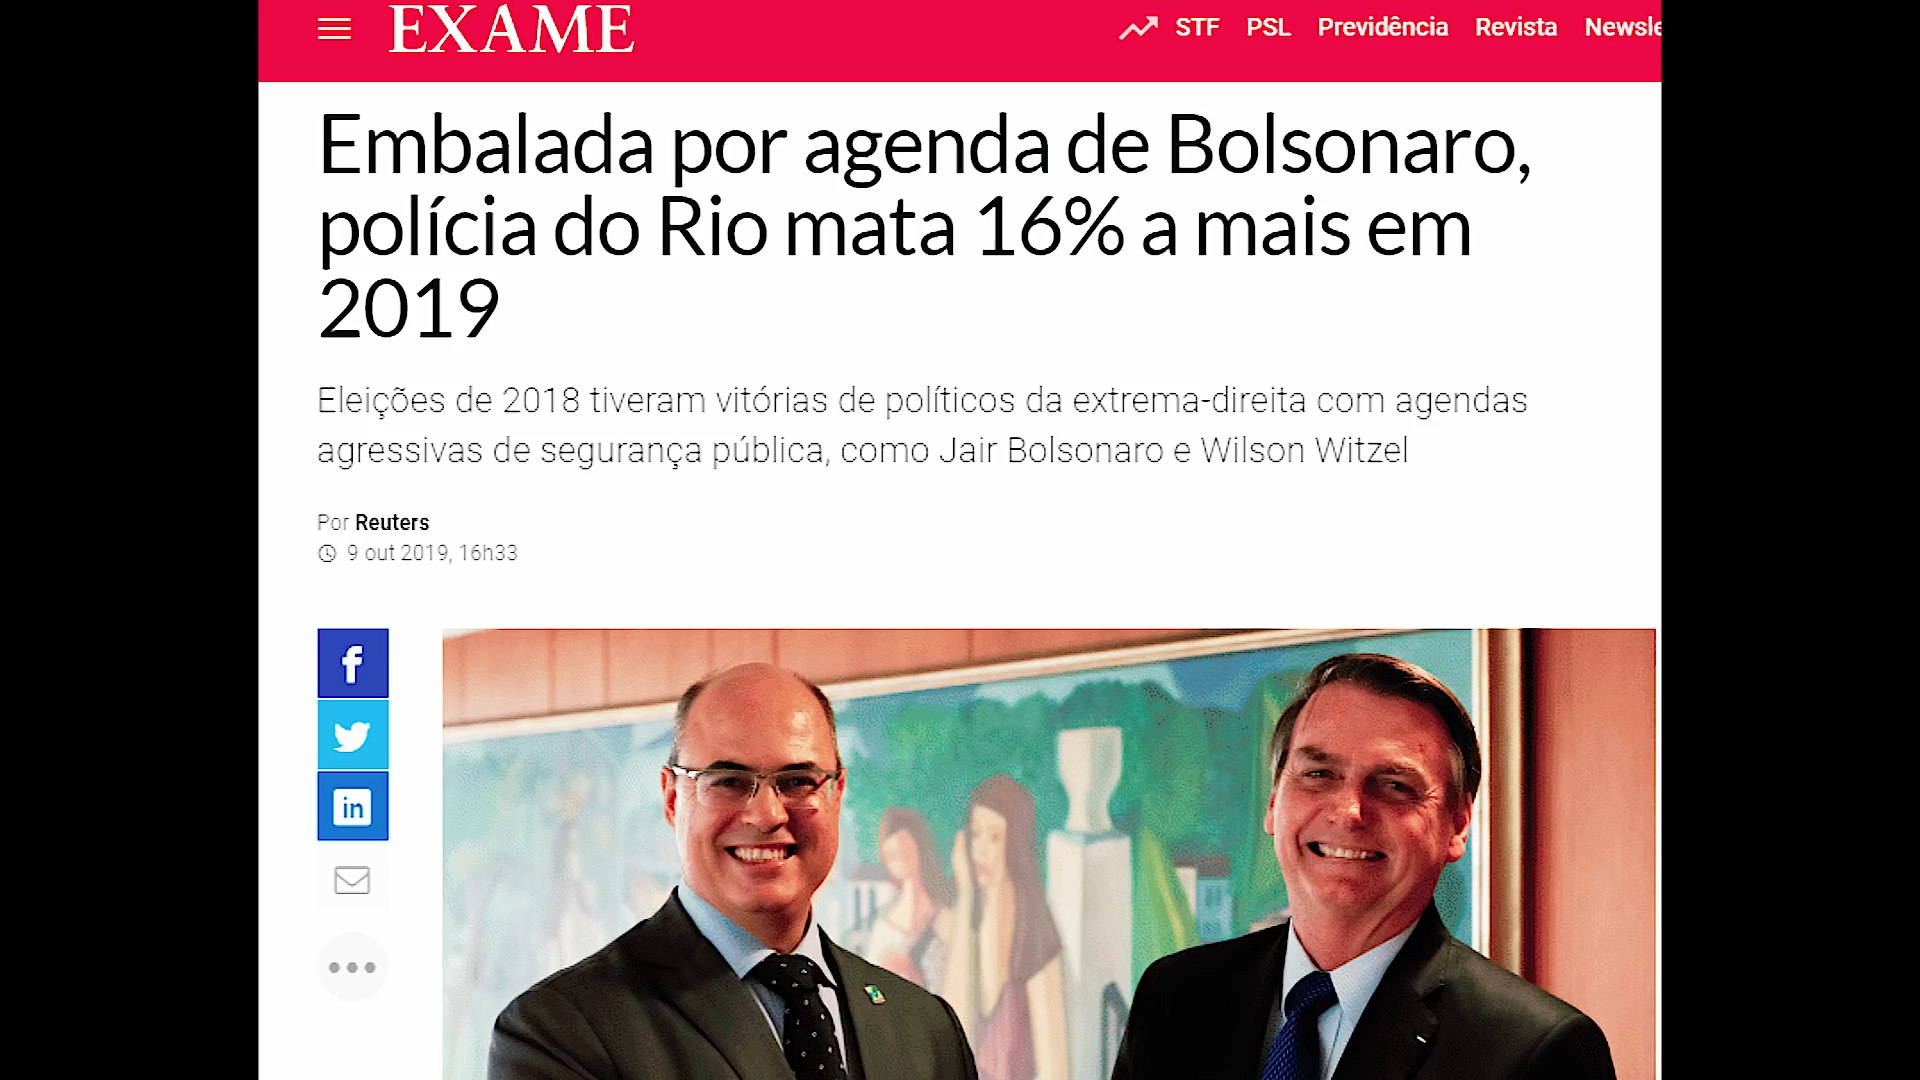 EXAME
STF PSL Previdência Revista Newsle
Embalada por agenda de Bolsonaro,
polícia do Rio mata 16% a mais em
2019
Eleições de 2018 tiveram vitórias de políticos da extrema-direita com agendas
agressivas de segurança pública, como Jair Bolsonaro e Wilson Witzel
Por Reuters
9 out 2019, 16h33
f
in